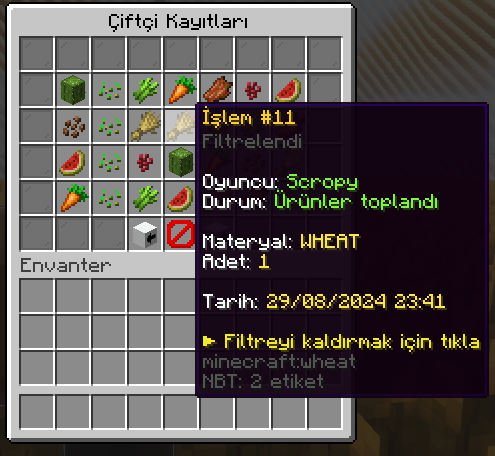 Çiftçi Kayıtları
İşlem #11
Filtrelendi
Oyuncu: Scropy
Durum: Ürünler toplandı
Materyal: WHEAT
Adet: 1
Tarih: 29/08/2024 23:41
► Filtreyi kaldırmak için tıkla
minecraft:wheat
NBT: 2 etiket
Envanter